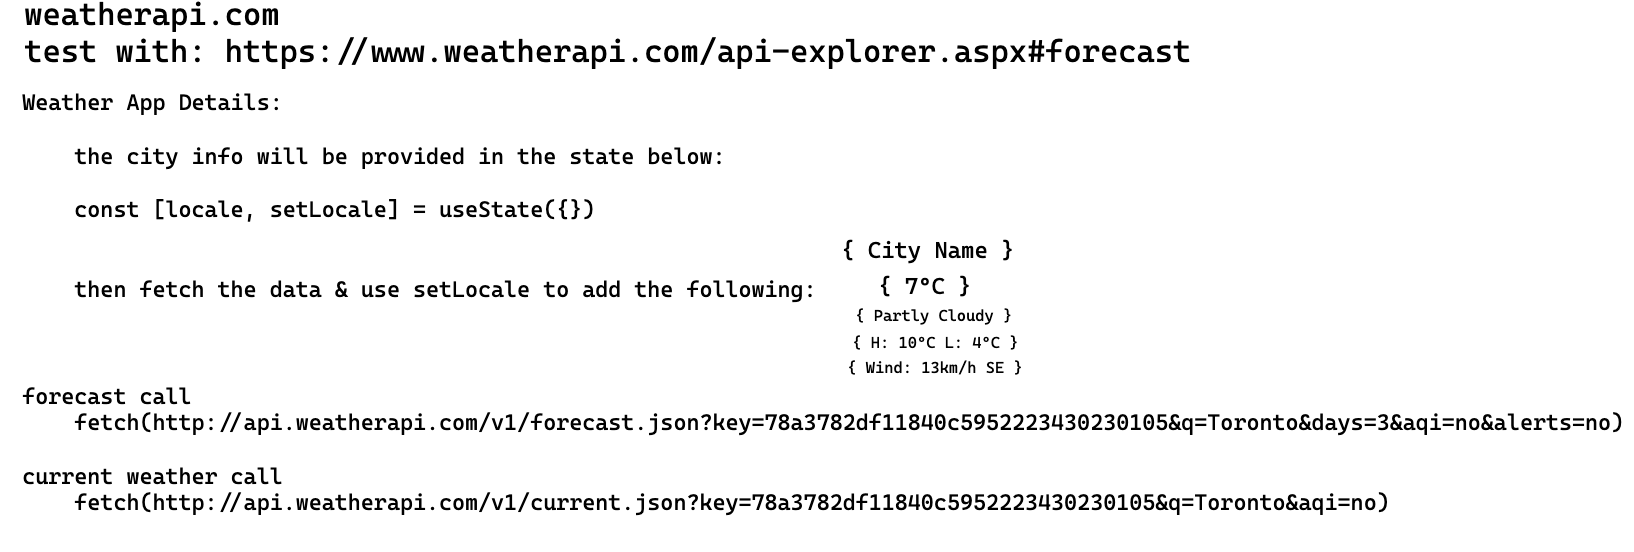 weatherapi.com
test with: https://www.weatherapi.com/api-explorer.aspx#forecast
Weather App Details:
the city info will be provided in the state below:
const [locale, setLocale] = useState({})
then fetch the data & use setLocale to add the following:
{ City Name }
{ 7°C }
{ Partly Cloudy }
{ H: 10°C L: 4°C }
{ Wind: 13km/h SE }
forecast call
fetch(http://api.weatherapi.com/v1/forecast.json?key=78a3782df11840c5952223430230105&q=Toronto&days=3&aqi=no&alerts=no)
current weather call
fetch(http://api.weatherapi.com/v1/current.json?key=78a3782df11840c5952223430230105&q=Toronto&aqi=no)